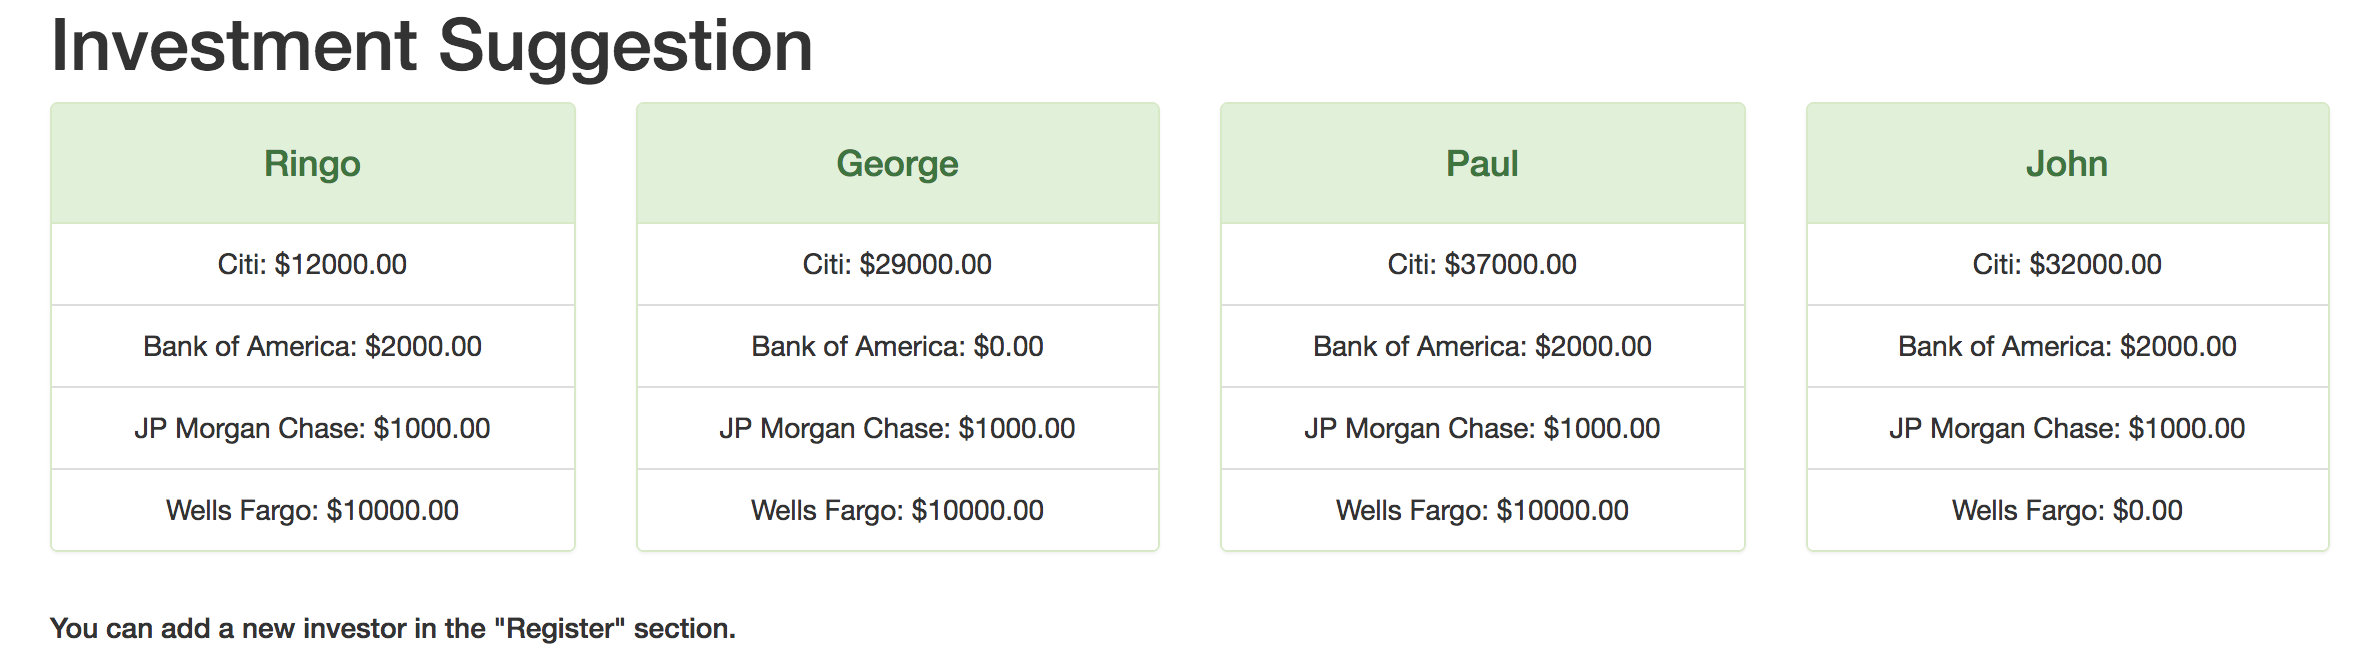 Investment Suggestion
Ringo
Citi: $12000.00
Bank of America: $2000.00
JP Morgan Chase: $1000.00
Wells Fargo: $10000.00
George
Citi: $29000.00
Bank of America: $0.00
JP Morgan Chase: $1000.00
Wells Fargo: $10000.00
Paul
Citi: $37000.00
Bank of America: $2000.00
JP Morgan Chase: $1000.00
Wells Fargo: $10000.00
John
Citi: $32000.00
Bank of America: $2000.00
JP Morgan Chase: $1000.00
Wells Fargo: $0.00
You can add a new investor in the "Register" section.